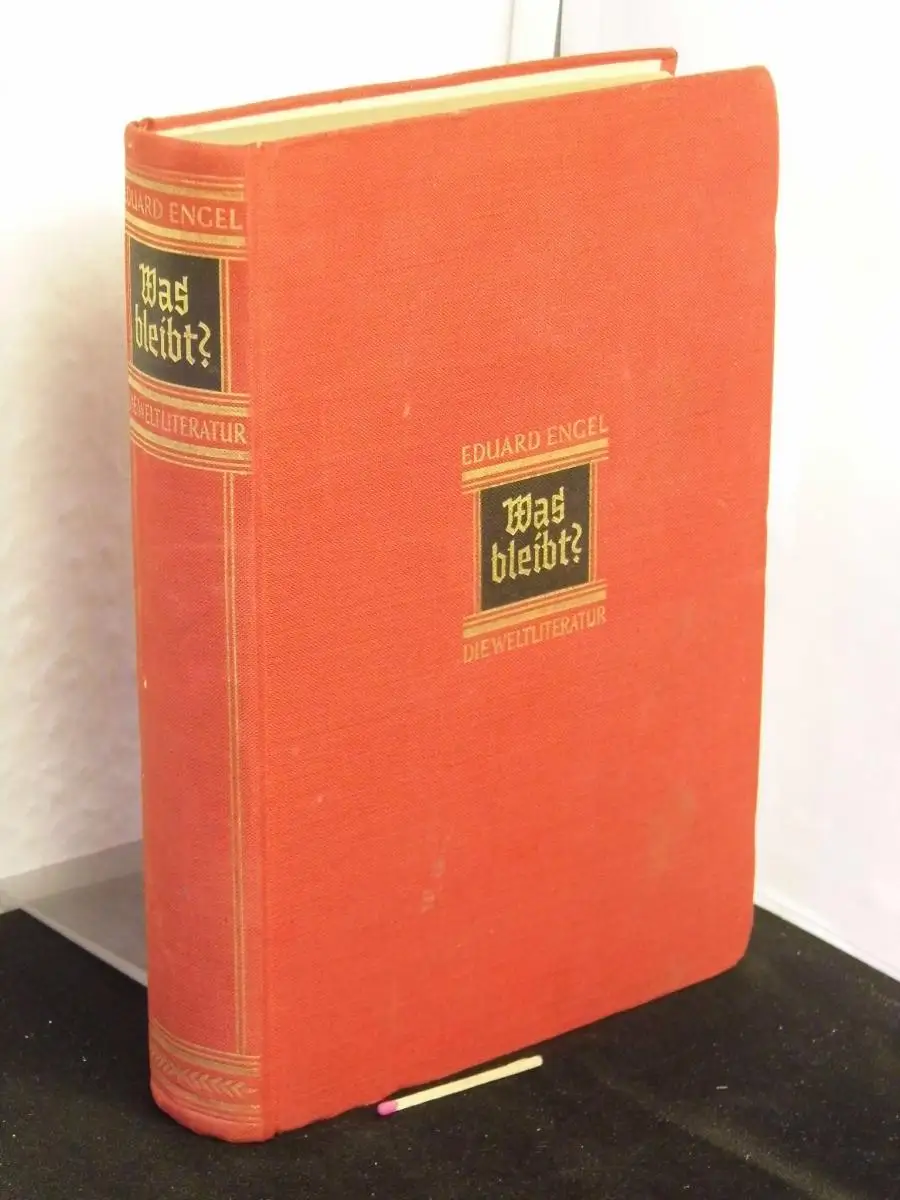 EDUARD ENGEL
Was
bleibt?
DIE WELTLITERATUR
EDUARD ENGEL
Was
bleibt?
DIE WELTLITERATUR